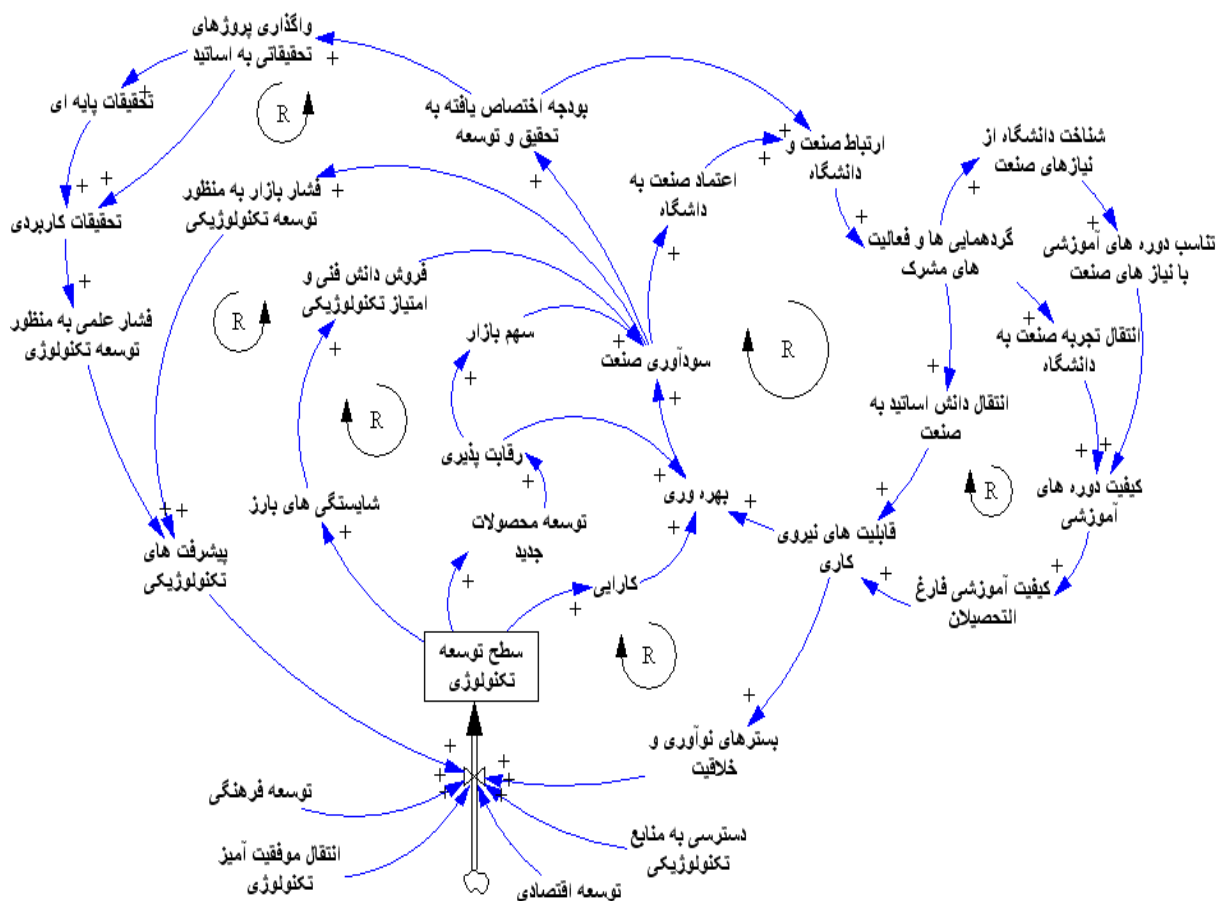 واگذاری پروژهای
تحقیقاتی به اساتید
تحقیقات پایه ای
بودجه اختصاص یافته به
تحقیق و توسعه
ارتباط صنعت و
دانشگاه
شناخت دانشگاه از
نیازهای صنعت
فشار بازار به منظور
توسعه تکنولوژیکی
اعتماد صنعت به
داشگاه
تحقیقات کاربردی
گردهمایی ها و فعالیت
های مشرک
تناسب دوره های آموزشی
با نیاز های صنعت
فروش دانش فنی و
امتیاز تکنولوژیکی
فشار علمی به منظور
توسعه تکنولوژی
سهم بازار
سودآوری صنعت
انتقال تجربه صنعت به
دانشگاه
انتقال دانش اساتید به
صنعت
رقابت پذیری
بهره وری
کیفیت دوره های
آموزشی
شایستگی های بارز
توسعه محصولات
جدید
قابلیت های نیروی
کاری
پیشرفت های
تکنولوژیکی
کارایی
کیفیت آموزشی فارغ
التحصیلان
سطح توسعه
تکنولوژی
بسترهای نوآوری و
خلاقیت
توسعه فرهنگی
انتقال موفقیت آمیز
تکنولوژی
توسعه اقتصادی
دسترسی به منابع
تکنولوژیکی
R
R
R
R
R
R